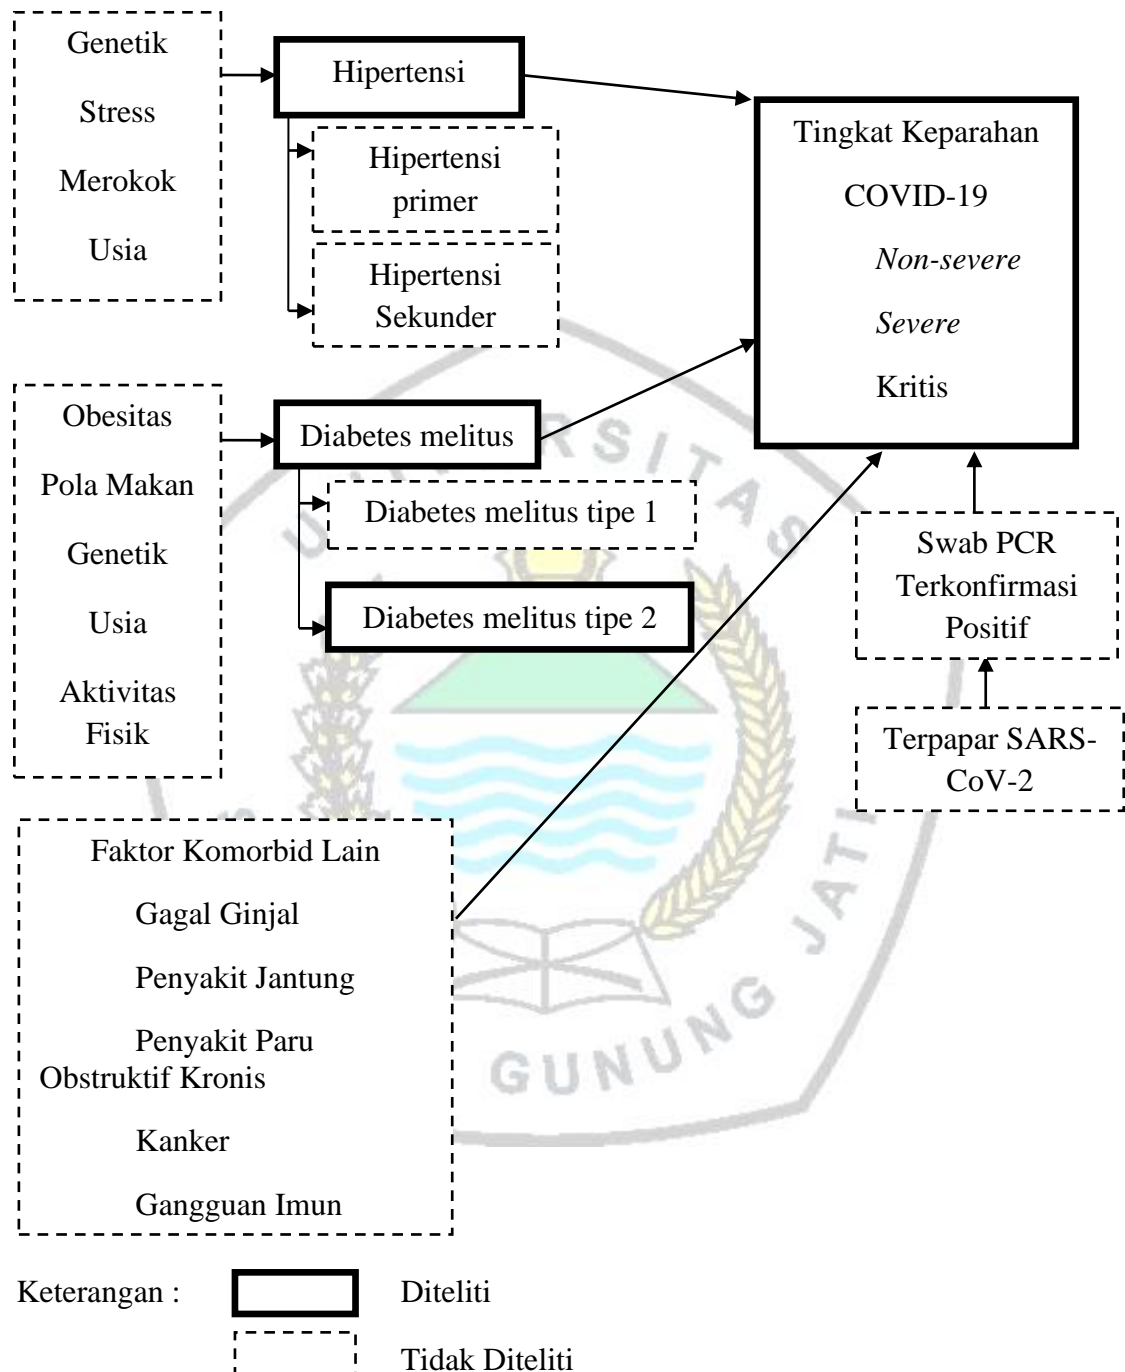 Genetik
Stress
Merokok
Usia
Hipertensi
Hipertensi
primer
Hipertensi
Sekunder
Tingkat Keparahan
COVID-19
Non-severe
Severe
Kritis
Obesitas
Pola Makan
Genetik
Usia
Aktivitas
Fisik
Diabetes melitus
Diabetes melitus tipe 1
Diabetes melitus tipe 2
Swab PCR
Terkonfirmasi
Positif
Terpapar SARS-
CoV-2
Faktor Komorbid Lain
Gagal Ginjal
Penyakit Jantung
Penyakit Paru
Obstruktif Kronis
Kanker
Gangguan Imun
GUNUNG JATI
Keterangan :
Diteliti
Tidak Diteliti